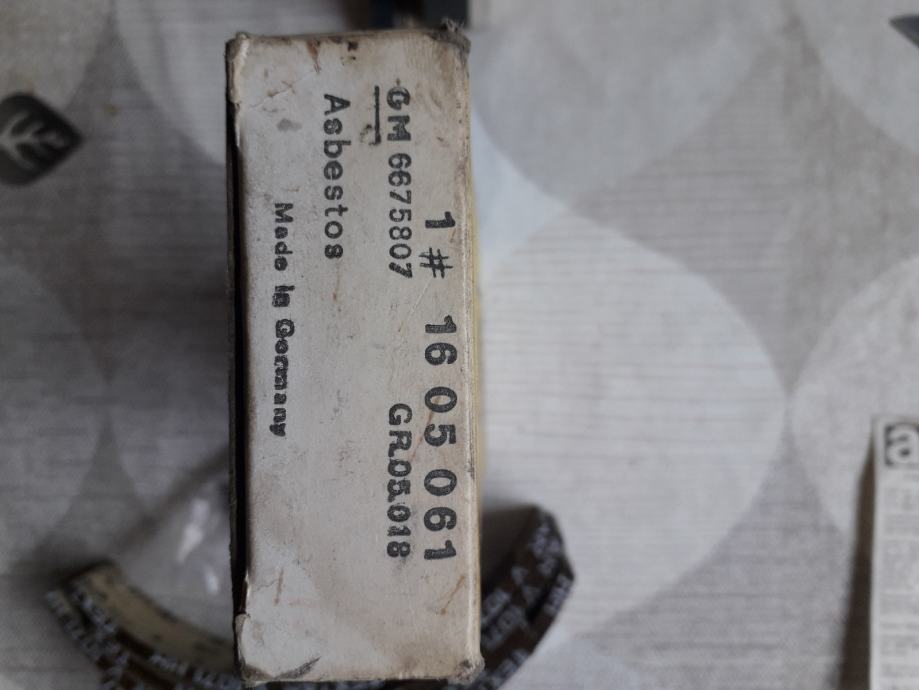 1# 16 05 061
GM 6675807 GR.05.018
Asbestos
Made in Germany
a